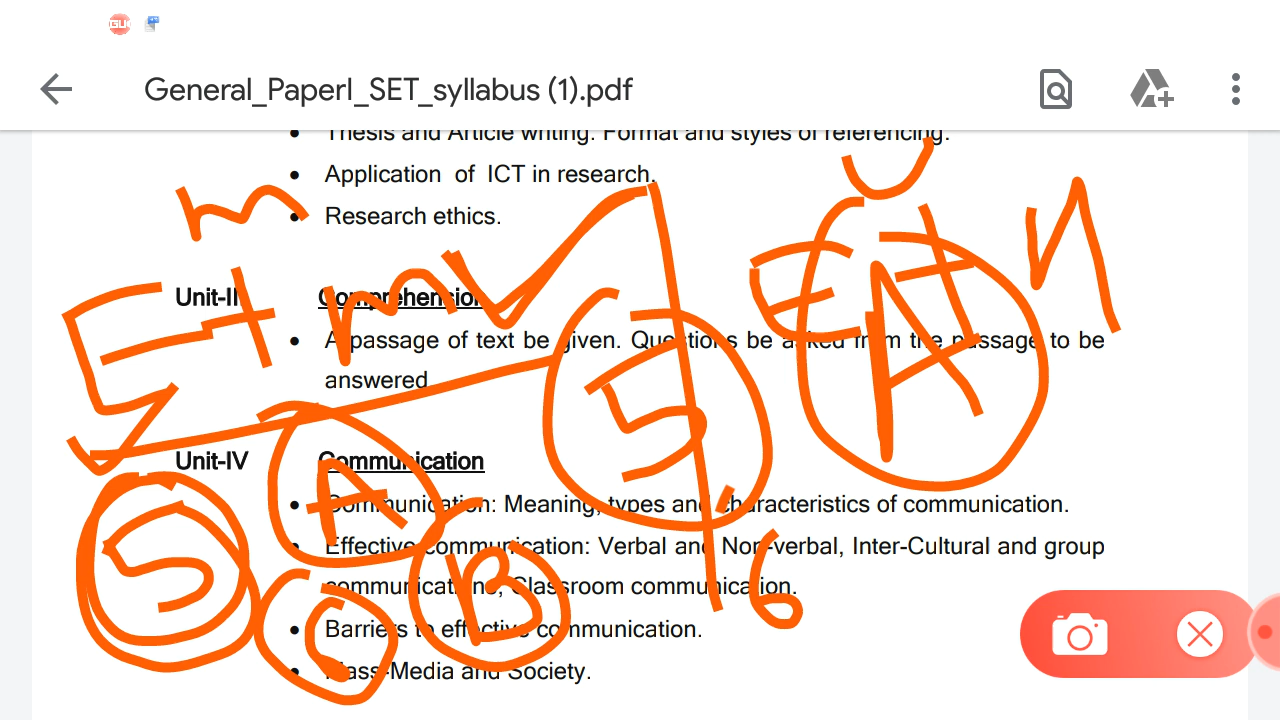 General_PaperI_SET_syllabus (1).pdf
• Thesis and Article writing. Format and styles of referencing.
• Application of ICT in research.
• Research ethics.
Comprehension
• A passage of text be given. Questions be asked from the passage to be
answered
Unit-IV Communication
• Communication: Meaning, types and characteristics of communication.
• Effective communication: Verbal and Non-verbal, Inter-Cultural and group
communications, Classroom communication.
• Barriers to effective communication.
• Mass-Media and Society.
S
A
B
S
A
6